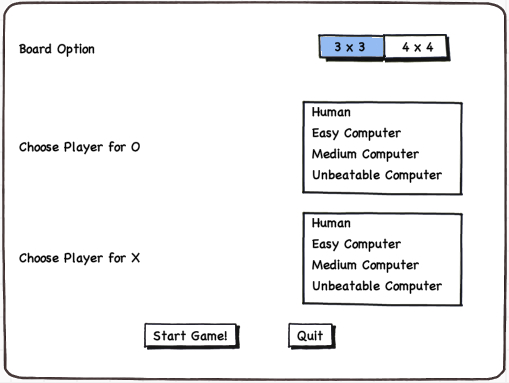 Board Option
3 x 3
4 x 4
Choose Player for O
Human
Easy Computer
Medium Computer
Unbeatable Computer
Choose Player for X
Human
Easy Computer
Medium Computer
Unbeatable Computer
Start Game!
Quit